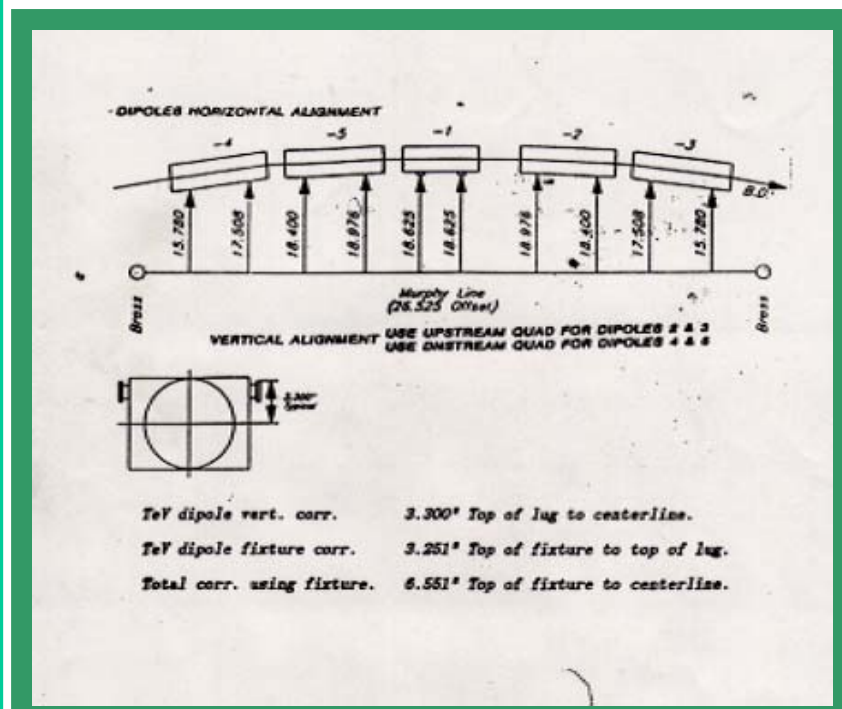 DIPOLES HORIZONTAL ALIGNMENT
-4 -5 -1 -2 -3
B.O.
15.780 17.508 18.400 18.976 18.625 18.625 18.976 18.400 17.508 15.780
Murphy Line
(26.525 Offset)
Brass Brass
VERTICAL ALIGNMENT USE UPSTREAM QUAD FOR DIPOLES 2 & 3
USE DNSTREAM QUAD FOR DIPOLES 4 & 5
3.300"
Typical
TeV dipole vert. corr. 3.300" Top of lug to centerline.
TeV dipole fixture corr. 3.251" Top of fixture to top of lug.
Total corr. using fixture. 6.551" Top of fixture to centerline.